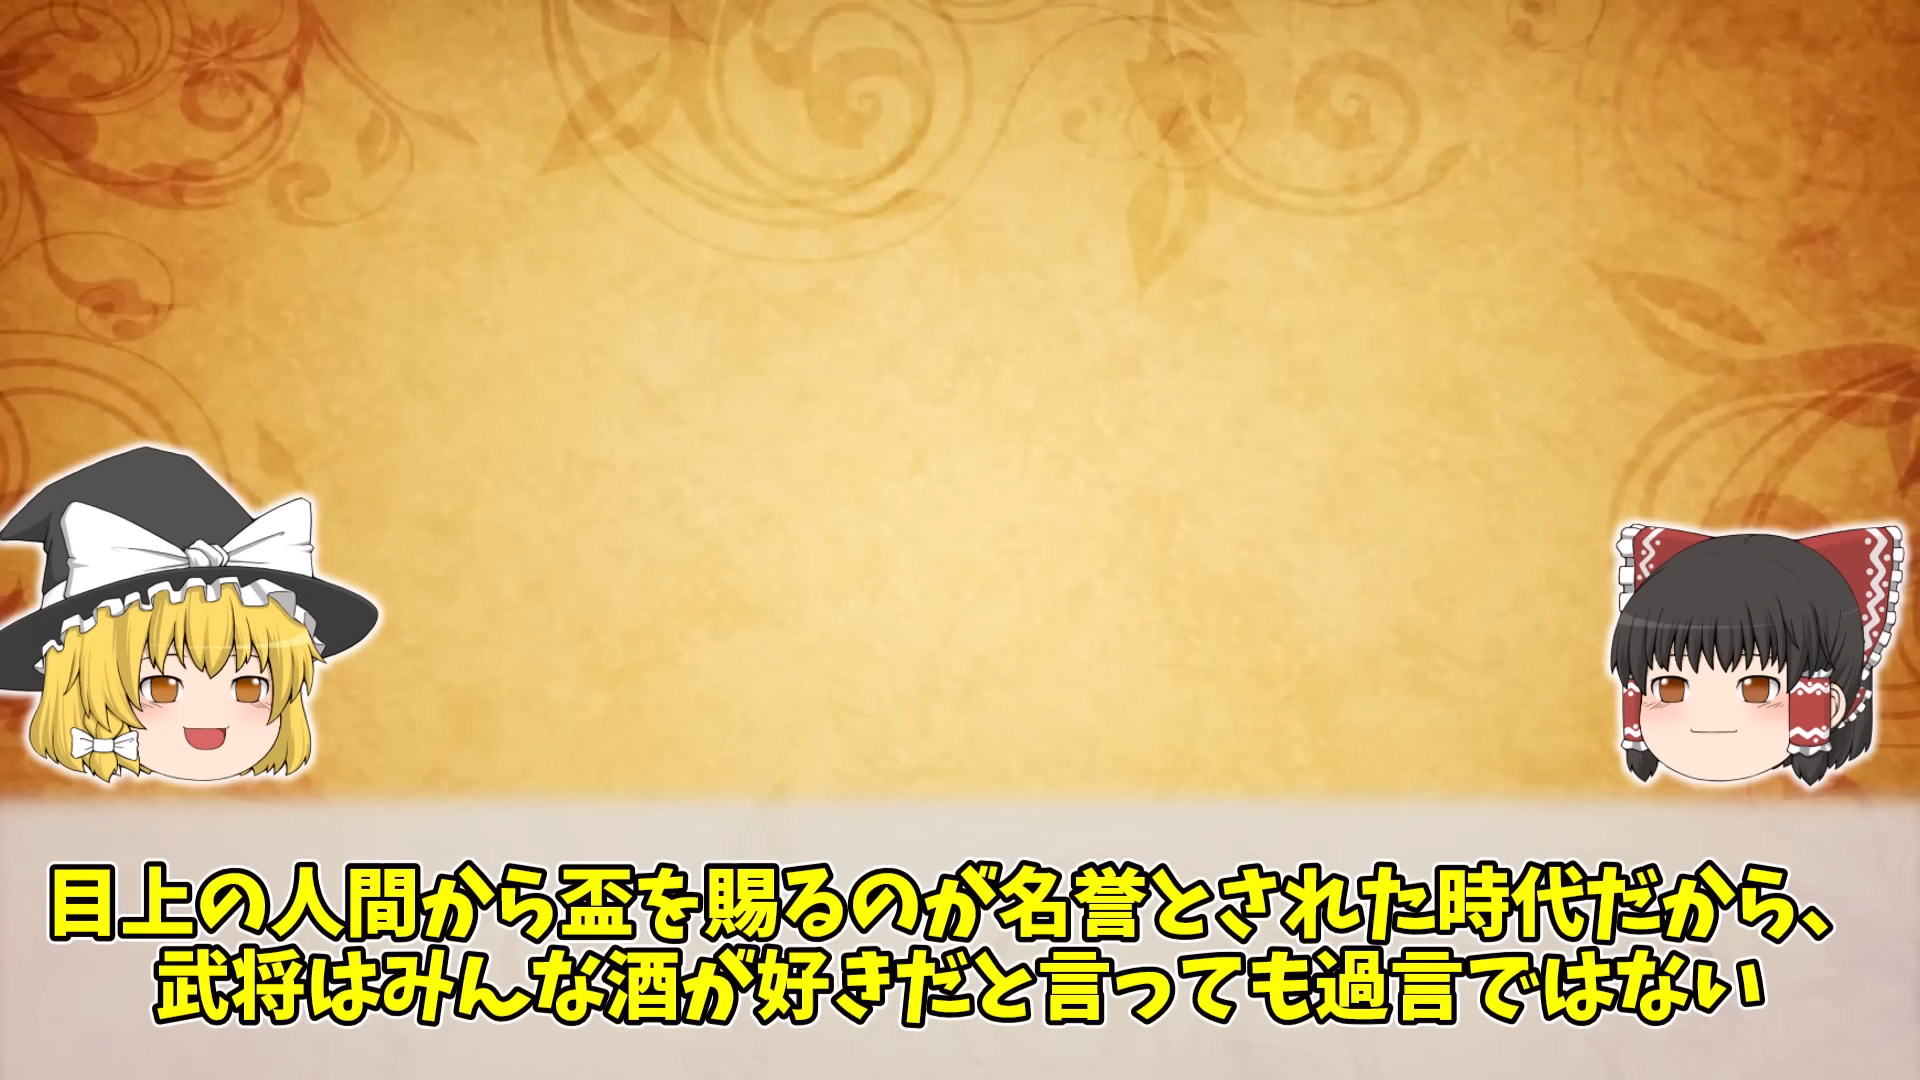 目上の人間から盃を賜るのが名誉とされた時代だから、
武将はみんな酒が好きだと言っても過言ではない